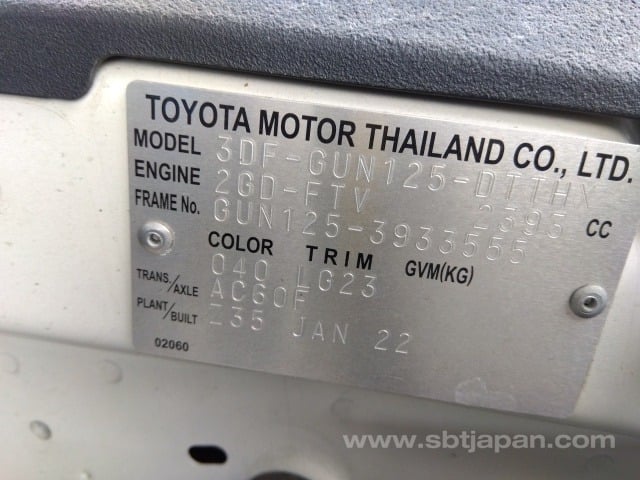 TOYOTA MOTOR THAILAND CO., LTD.
MODEL 3DF-GUN125-DTTHX
ENGINE 2GD-FTV 2393 CC
FRAME No. GUN125-3933555
COLOR TRIM GVM(KG)
040 LG23
TRANS./AXLE AC60F
PLANT/BUILT Z35 JAN 22
02060
www.sbtjapan.com